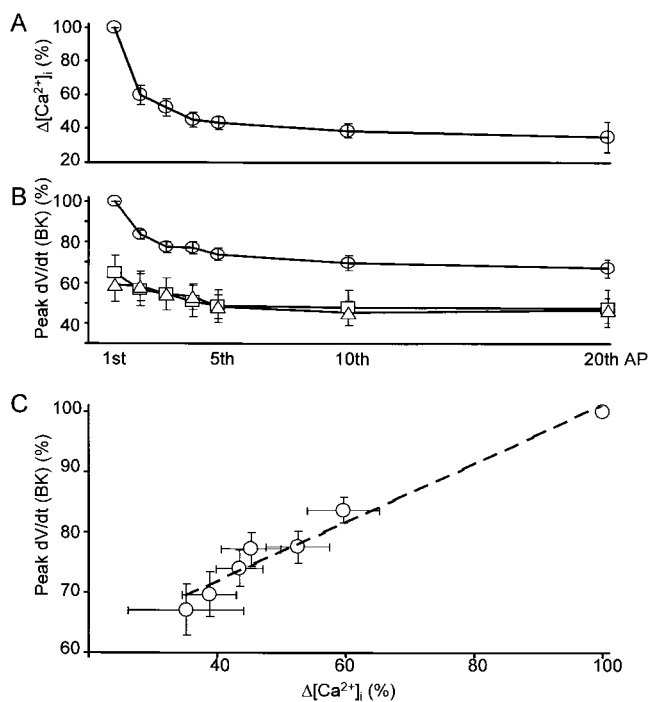 A
Δ[Ca²⁺]ᵢ (%)
100
80
60
40
20
B
Peak dV/dt (BK) (%)
100
80
60
40
1st
5th
10th
20th AP
C
Peak dV/dt (BK) (%)
100
90
80
70
60
40
60
80
100
Δ[Ca²⁺]ᵢ (%)